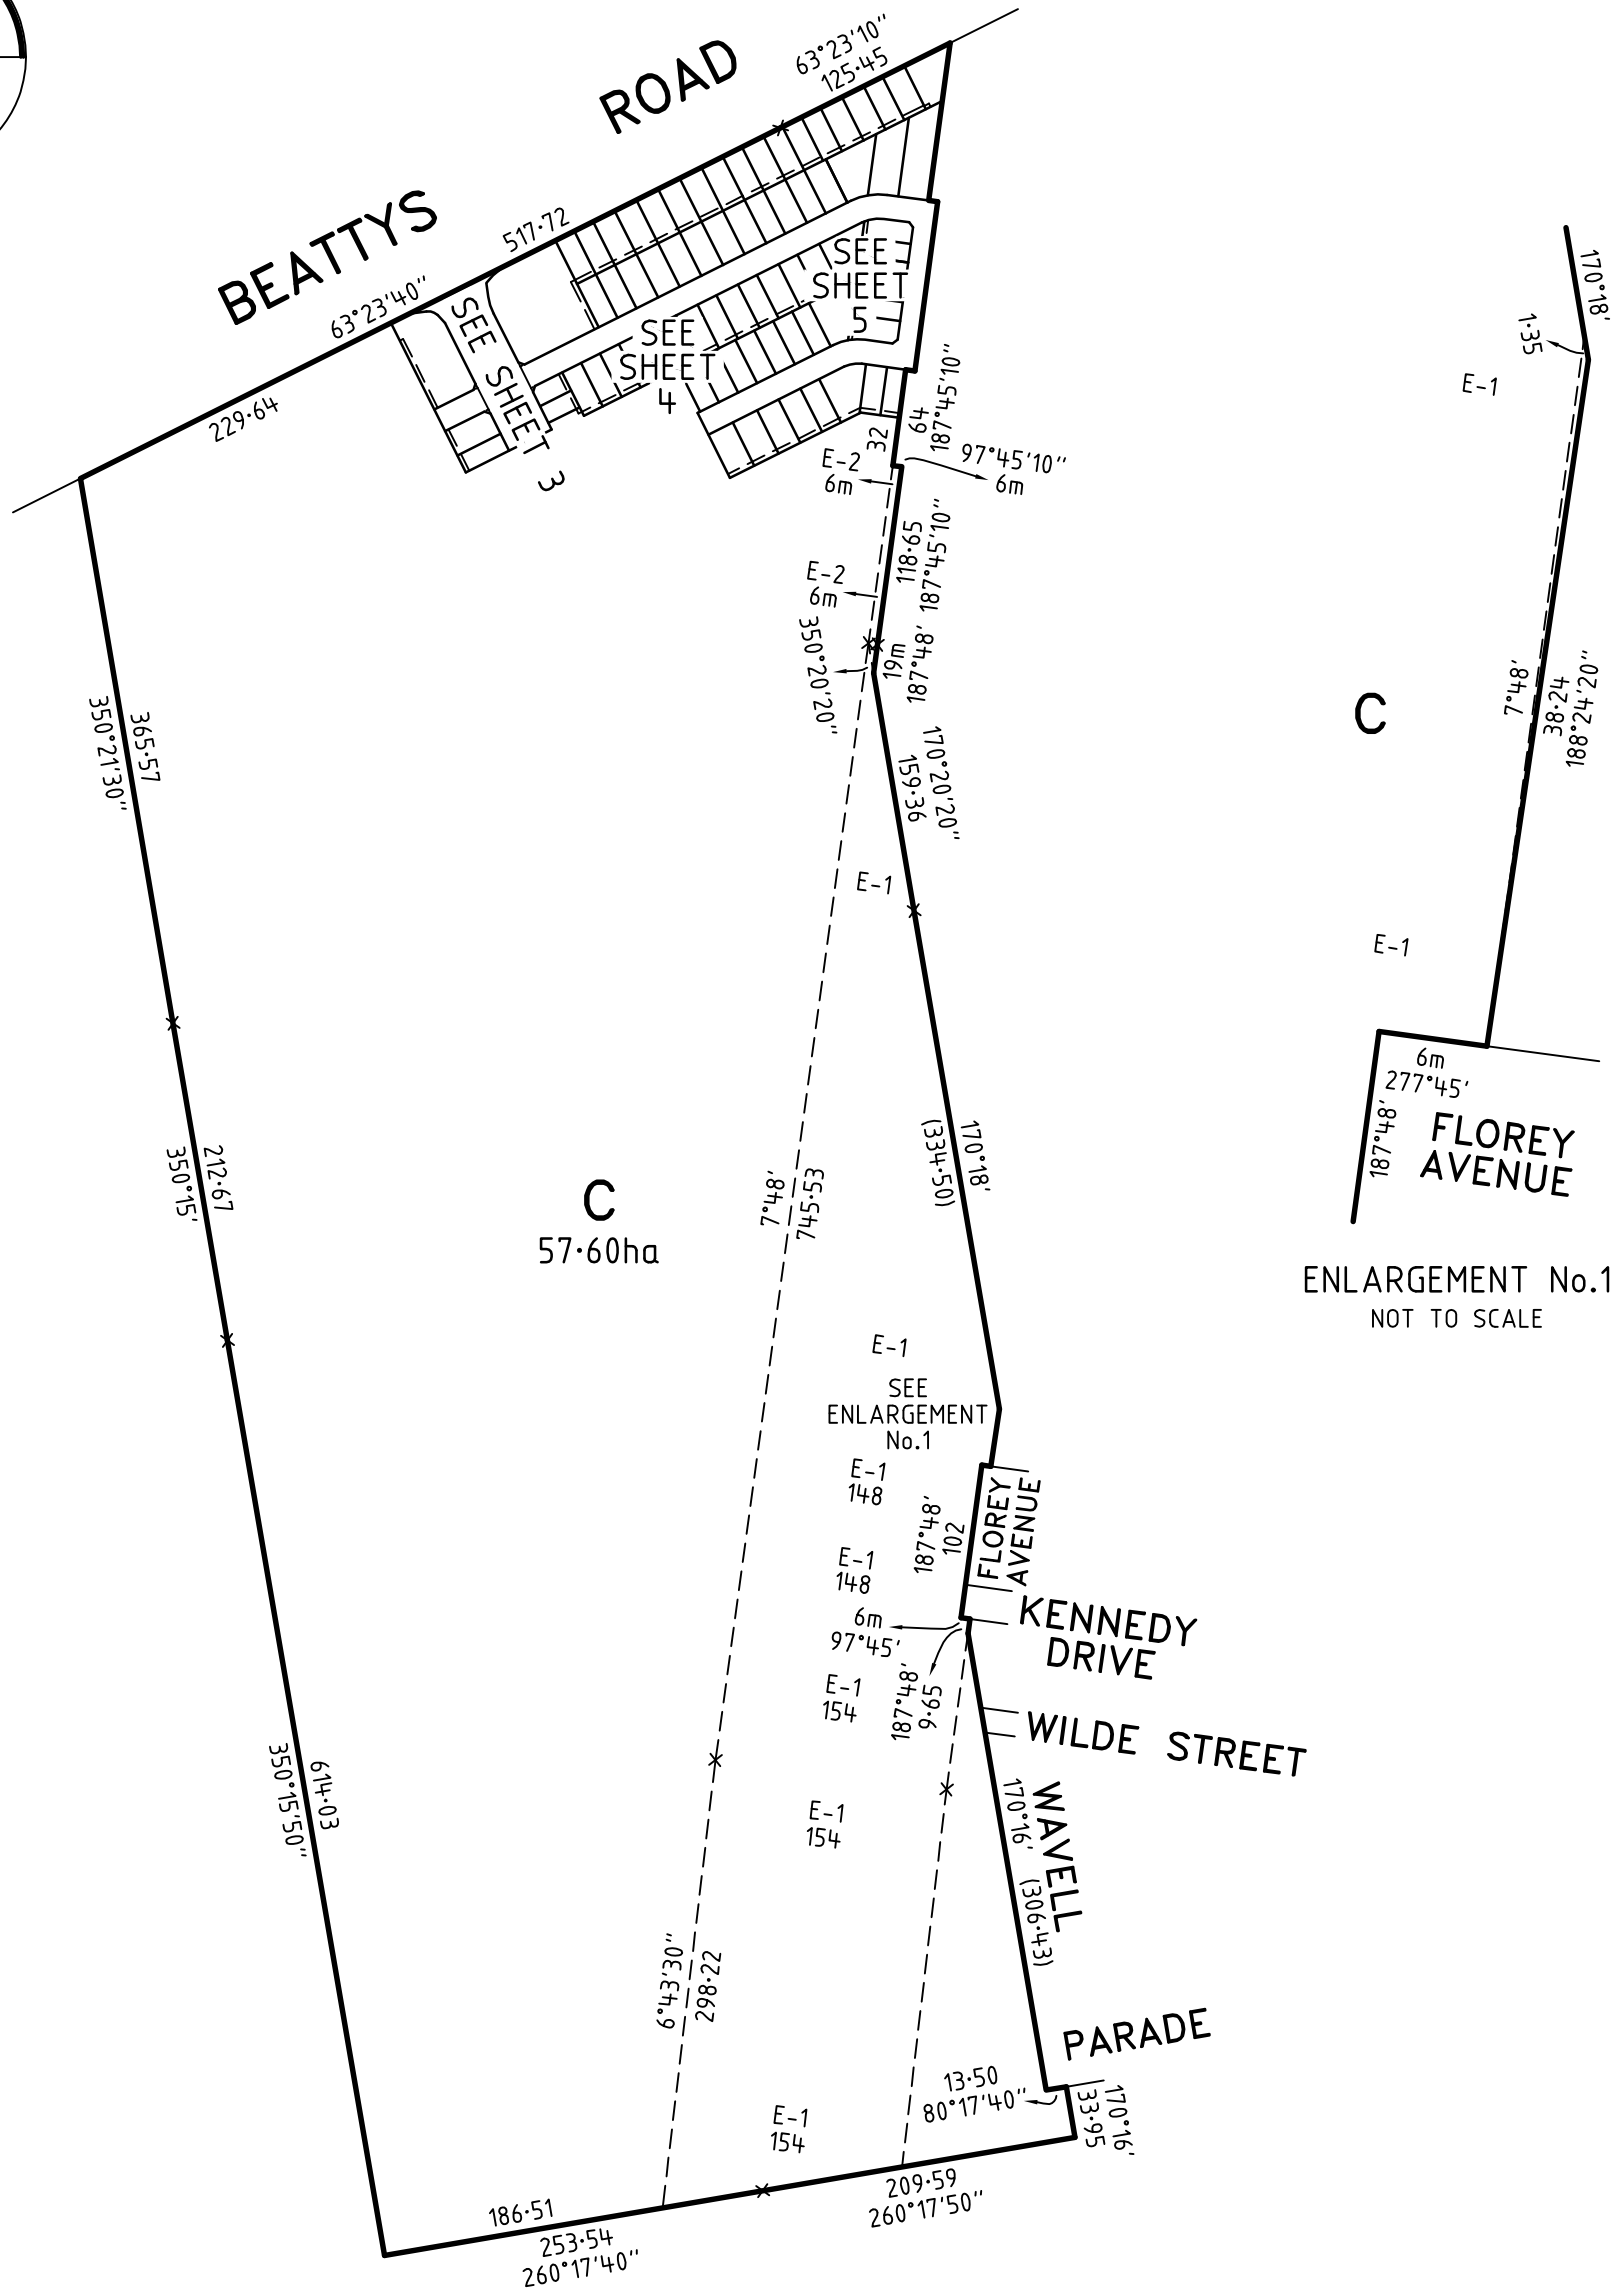 63°23'10"
125·45
ROAD
BEATTYS
517·72
63°23'40"
229·64
SEE
SHEET
5
SEE
SHEET
4
SEE SHEET 3
32
64
187°45'10"
E-2
6m
97°45'10"
6m
118·65
187°45'10"
E-2
6m
350°20'20"
19m
187°48'
170°20'20"
159·36
365·57
350°21'30"
E-1
212·67
350°15'
C
57·60ha
7°48'
745·53
170°18'
(334·50)
E-1
SEE
ENLARGEMENT
No.1
E-1
148
187°48'
102
FLOREY
AVENUE
E-1
148
6m
97°45'
KENNEDY
DRIVE
E-1
154
187°48'
9·65
WILDE STREET
E-1
154
WAVELL
170°16'
(306·43)
614·03
350°15'50"
6°43'30"
298·22
PARADE
13·50
80°17'40"
170°16'
33·95
E-1
154
209·59
260°17'50"
186·51
253·54
260°17'40"
170°18'
1·35
E-1
C
7°48'
38·24
188°24'20"
E-1
6m
277°45'
187°48'
FLOREY
AVENUE
ENLARGEMENT No.1
NOT TO SCALE